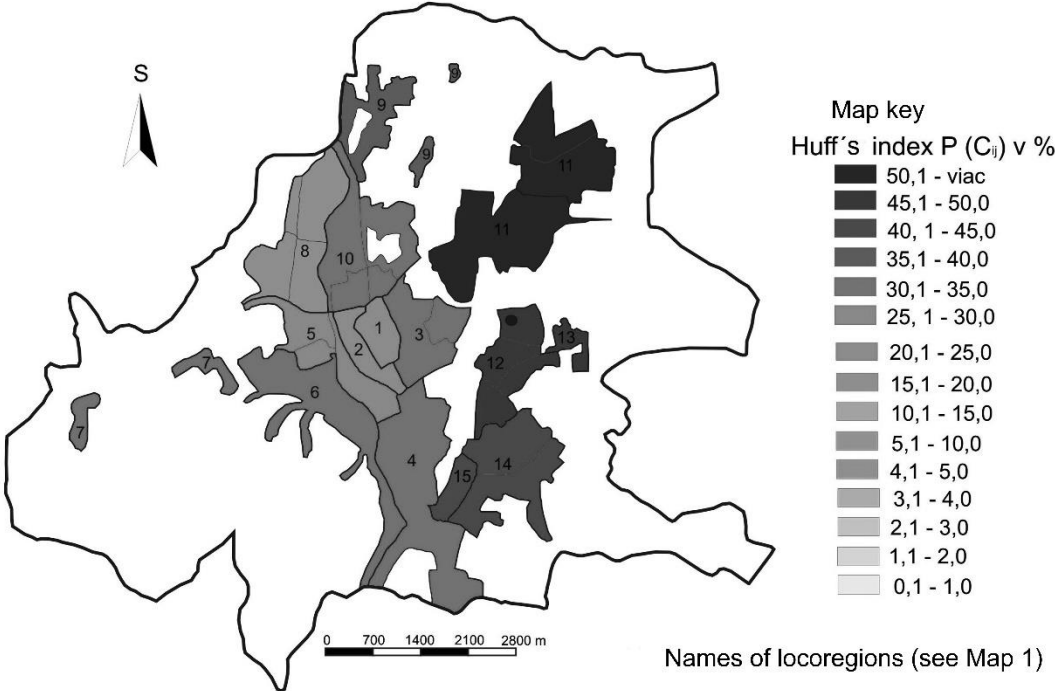 S
9
9
9
11
11
8
10
5
2
1
3
7
7
6
4
12
13
14
15
0 700 1400 2100 2800 m
Map key
Huff´s index P (Cij) v %
50,1 - viac
45,1 - 50,0
40, 1 - 45,0
35,1 - 40,0
30,1 - 35,0
25, 1 - 30,0
20,1 - 25,0
15,1 - 20,0
10,1 - 15,0
5,1 - 10,0
4,1 - 5,0
3,1 - 4,0
2,1 - 3,0
1,1 - 2,0
0,1 - 1,0
Names of locoregions (see Map 1)